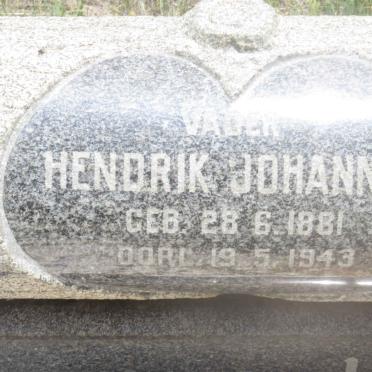 VADER
HENDRIK JOHANN
GEB. 28.6.1881
OORL. 19.5.1943